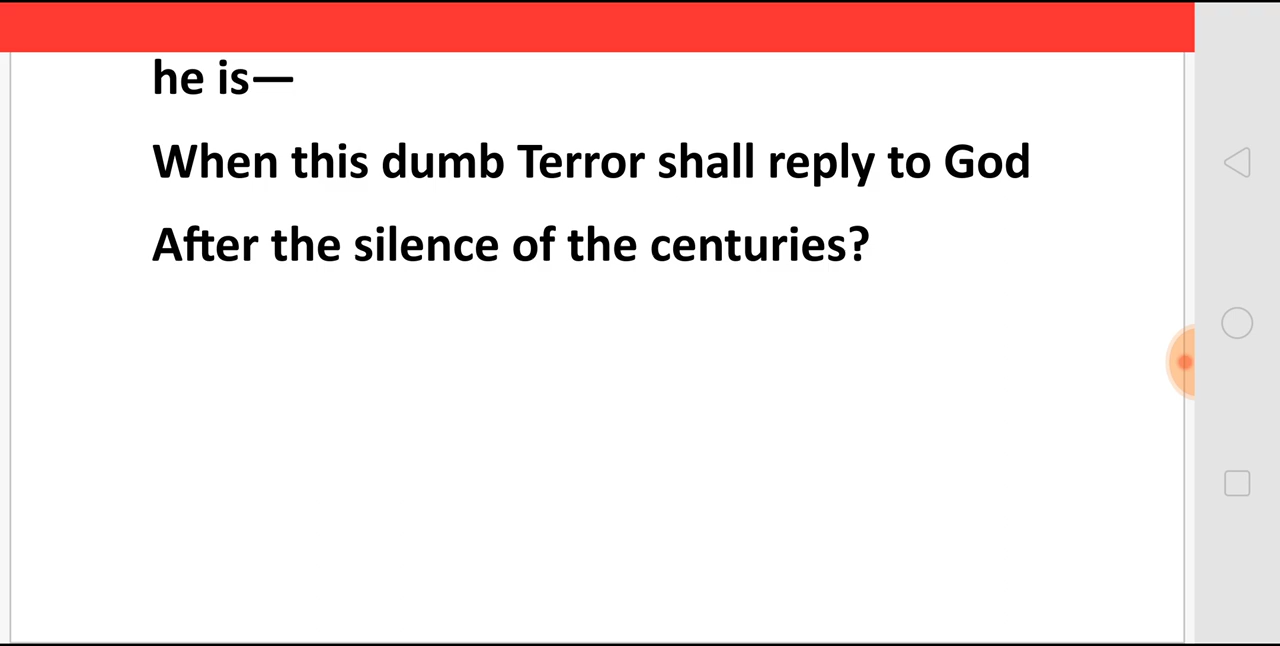 he is—
When this dumb Terror shall reply to God
After the silence of the centuries?